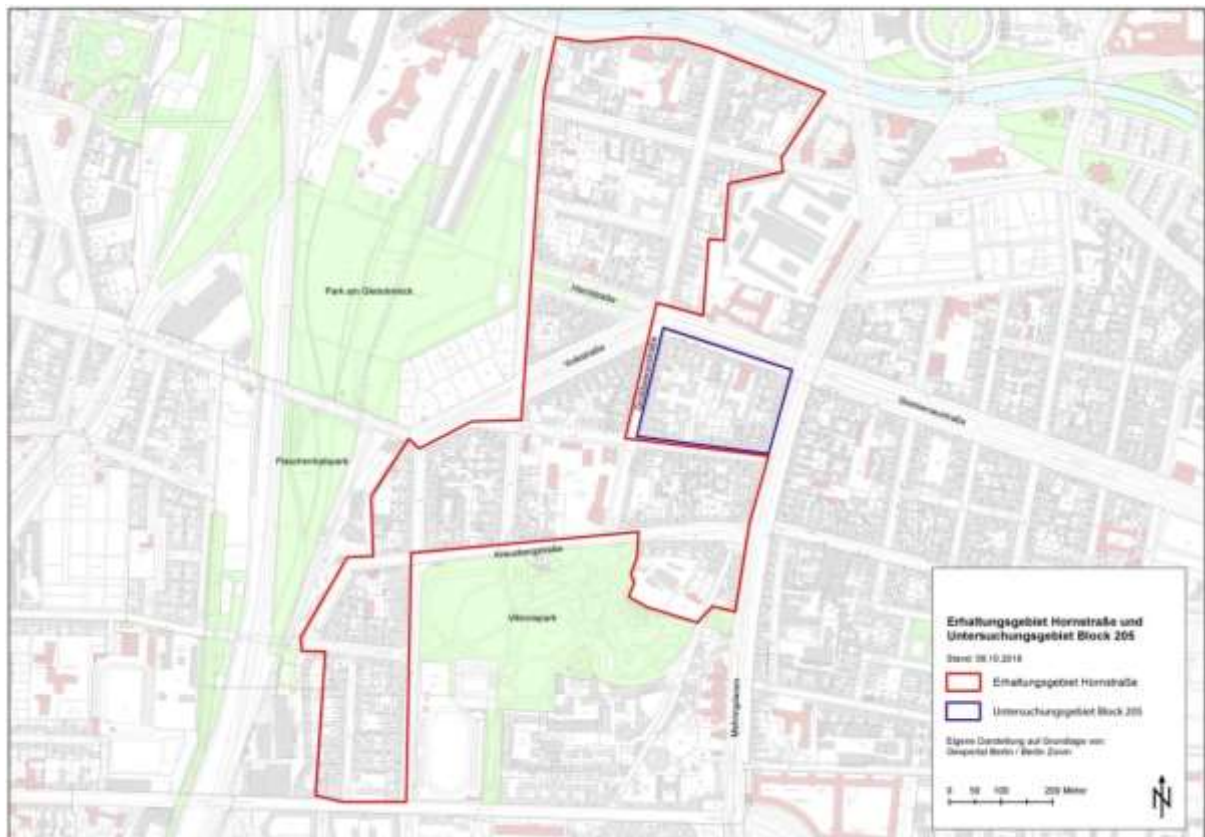 Park am Gleisdreieck
Hornstraße
Yorckstraße
Großbeerenstraße
Gneisenaustraße
Flaschenhalspark
Kreuzbergstraße
Viktoriapark
Mehringdamm
Erhaltungsgebiet Hornstraße und
Untersuchungsgebiet Block 205
Stand: 08.10.2018
Erhaltungsgebiet Hornstraße
Untersuchungsgebiet Block 205
Eigene Darstellung auf Grundlage von:
Geoportal Berlin / Berlin Zoom
0 50 100 200 Meter
N